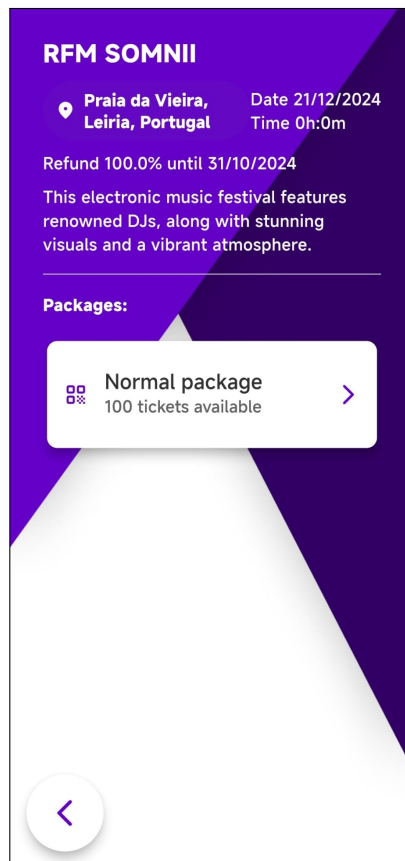 RFM SOMNII
Praia da Vieira,
Leiria, Portugal
Date 21/12/2024
Time 0h:0m
Refund 100.0% until 31/10/2024
This electronic music festival features
renowned DJs, along with stunning
visuals and a vibrant atmosphere.
Packages:
Normal package
100 tickets available